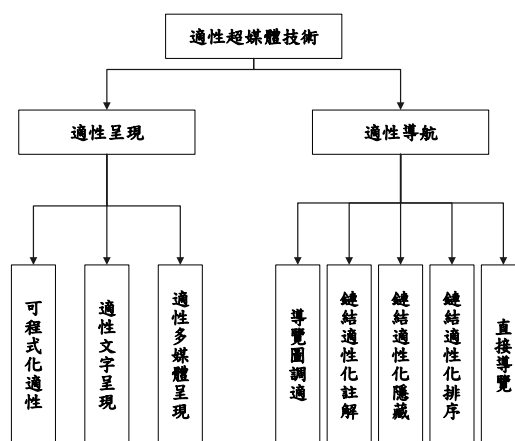 適性超媒體技術
適性呈現
適性導航
可程式化適性
適性文字呈現
適性多媒體呈現
導覽圖調適
鏈結適性化註解
鏈結適性化隱藏
鏈結適性化排序
直接導覽